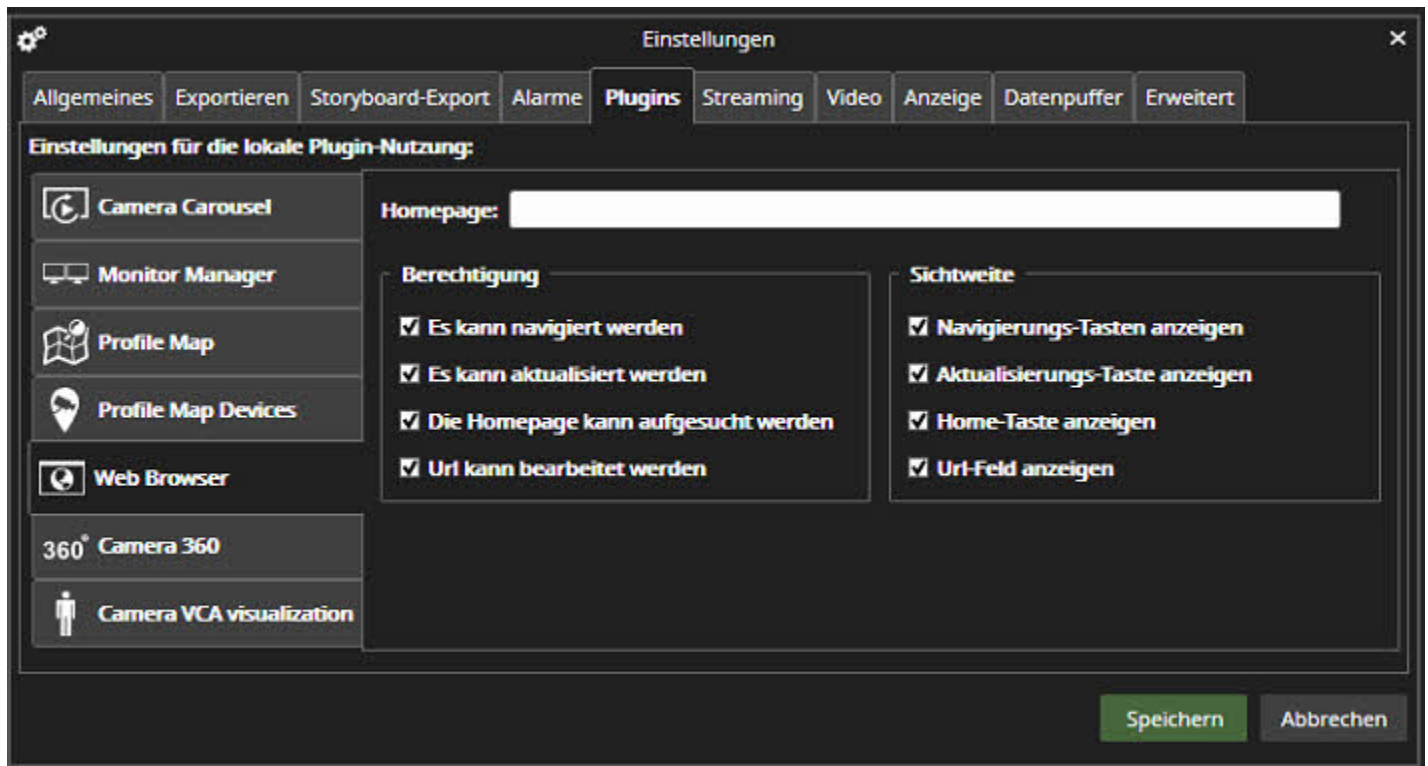 Einstellungen
Allgemeines Exportieren Storyboard-Export Alarme Plugins Streaming Video Anzeige Datenpuffer Erweitert
Einstellungen für die lokale Plugin-Nutzung:
Camera Carousel
Monitor Manager
Profile Map
Profile Map Devices
Web Browser
360° Camera 360
Camera VCA visualization
Homepage:
Berechtigung
Es kann navigiert werden
Es kann aktualisiert werden
Die Homepage kann aufgesucht werden
Url kann bearbeitet werden
Sichtweite
Navigierungs-Tasten anzeigen
Aktualisierungs-Taste anzeigen
Home-Taste anzeigen
Url-Feld anzeigen
Speichern Abbrechen